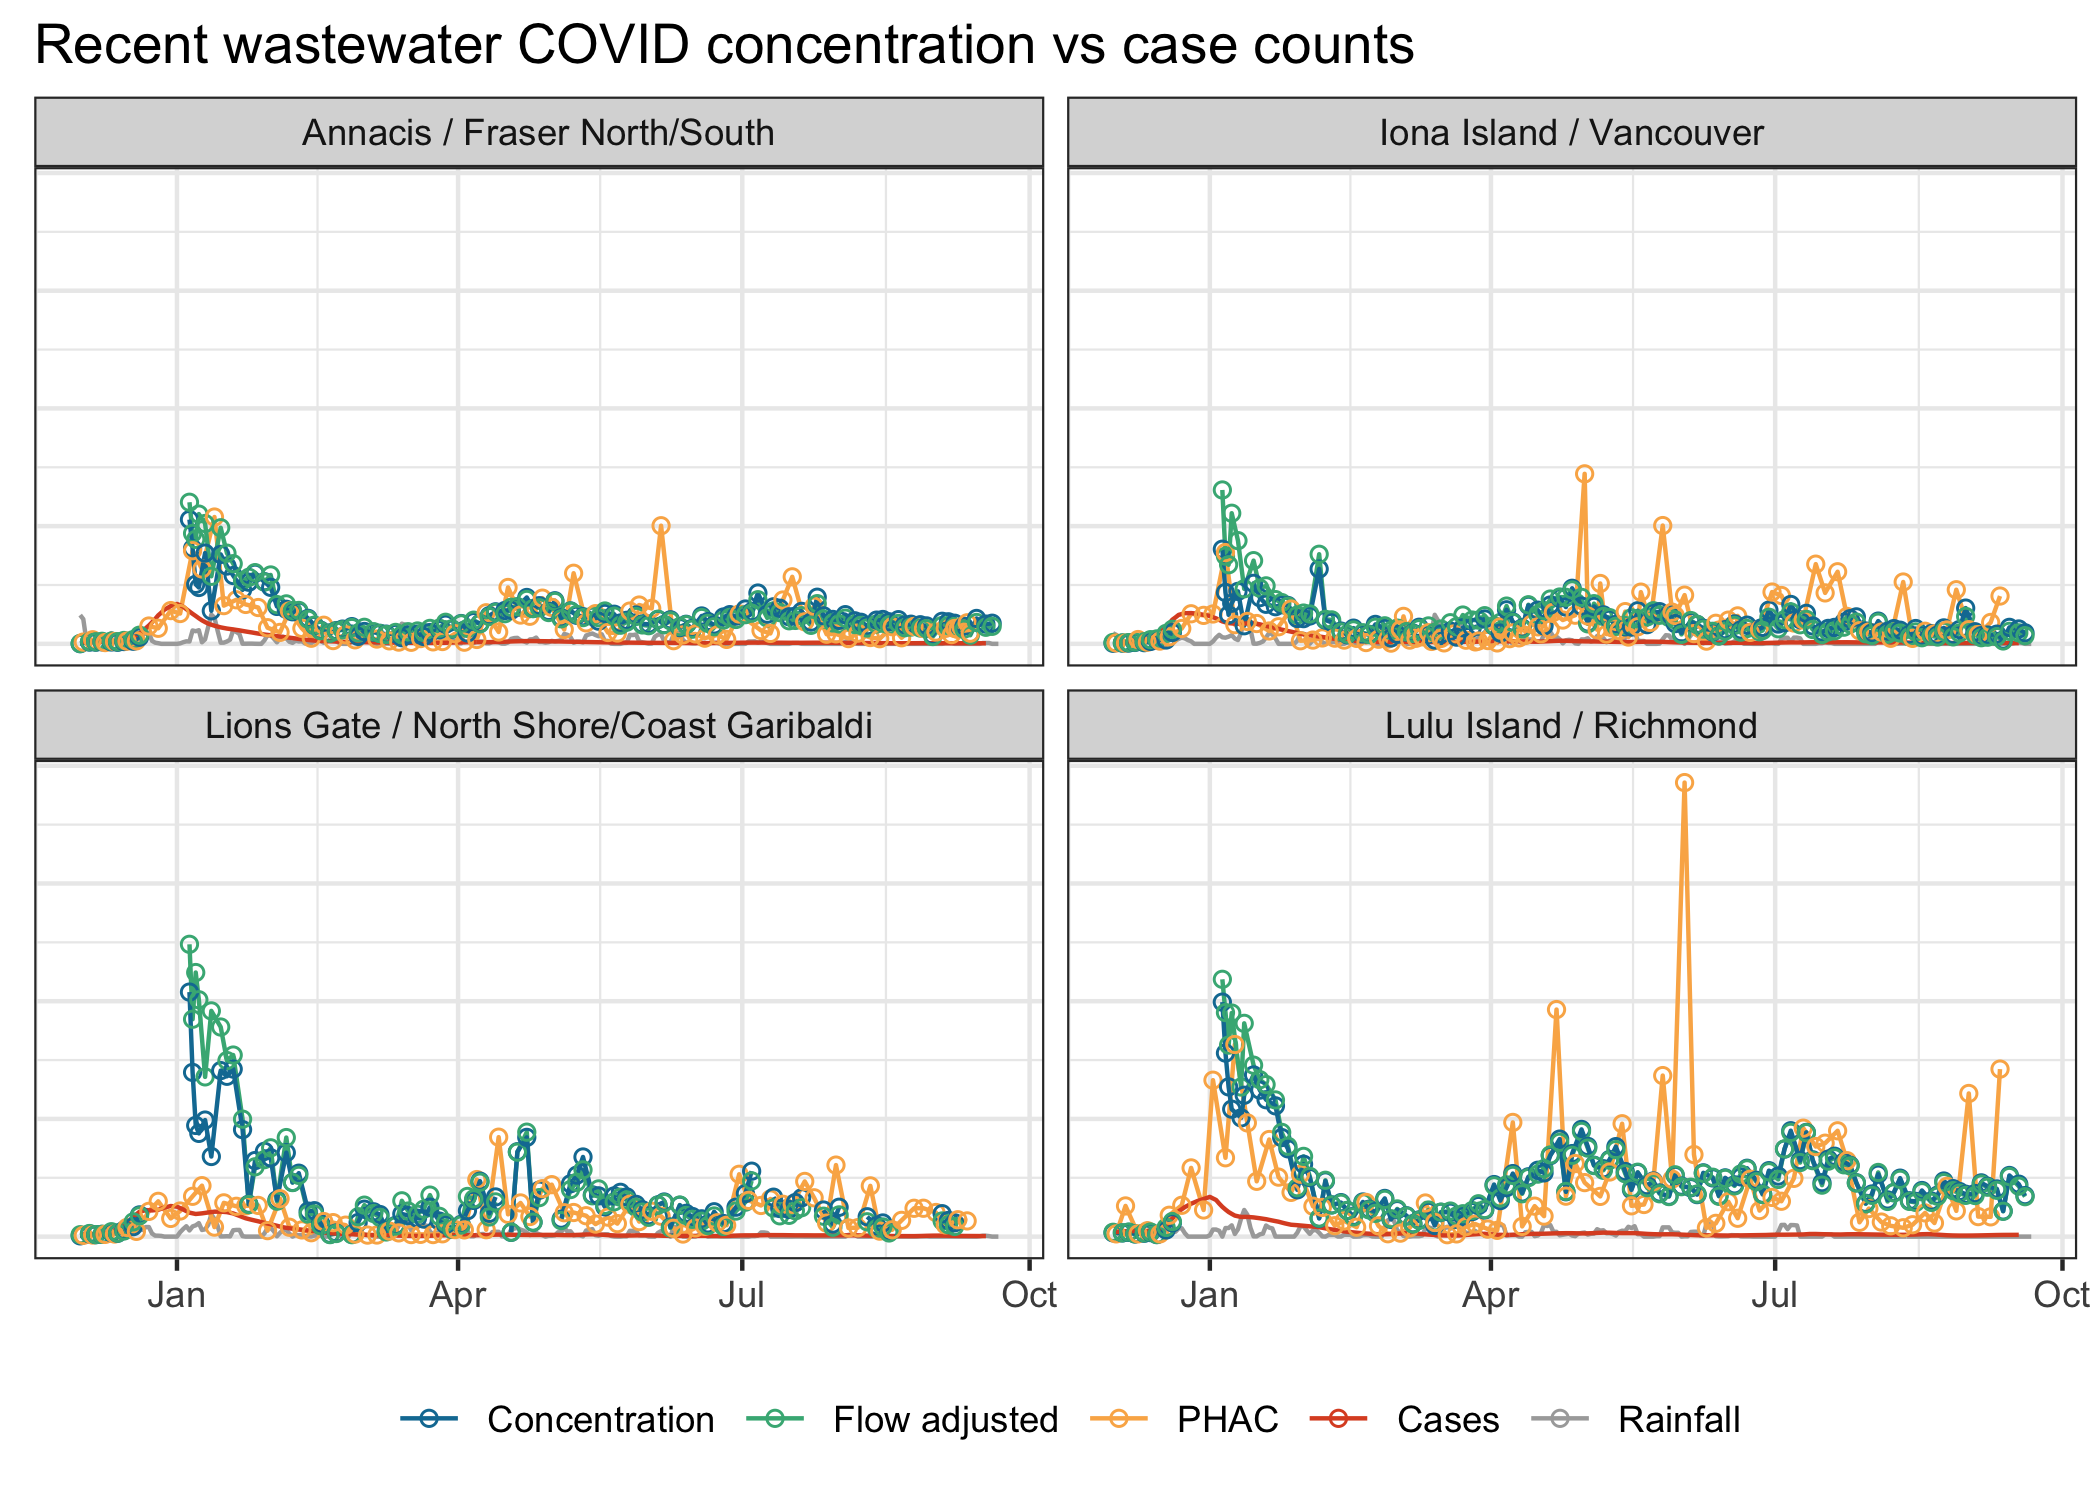 Recent wastewater COVID concentration vs case counts
Annacis / Fraser North/South
Iona Island / Vancouver
Lions Gate / North Shore/Coast Garibaldi
Lulu Island / Richmond
Jan Apr Jul Oct
Jan Apr Jul Oct
Concentration Flow adjusted PHAC Cases Rainfall